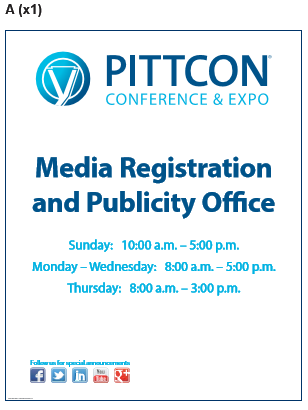 A (x1)
PITTCON®
CONFERENCE & EXPO
Media Registration
and Publicity Office
Sunday: 10:00 a.m. – 5:00 p.m.
Monday – Wednesday: 8:00 a.m. – 5:00 p.m.
Thursday: 8:00 a.m. – 3:00 p.m.
Follow us for special announcements